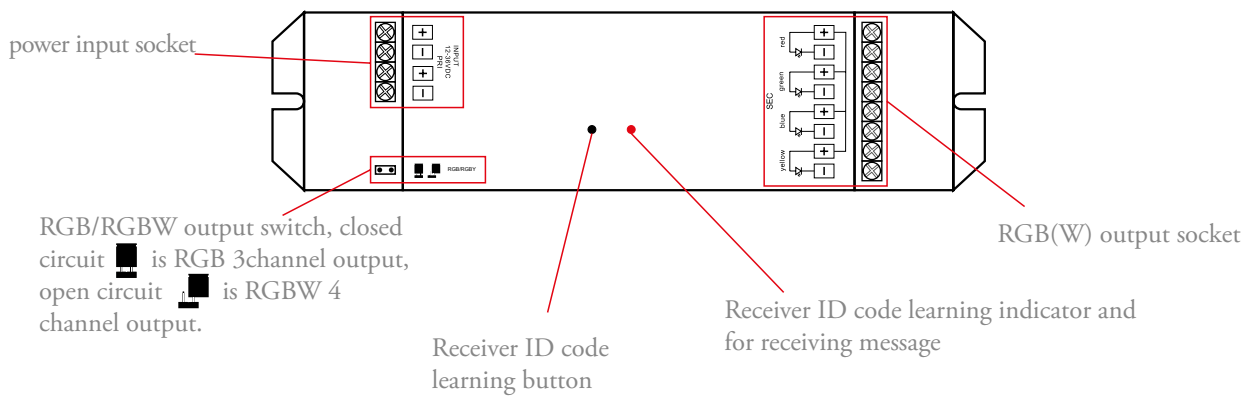 power input socket
+
−
+
−
INPUT
12-36VDC
PRI
RGB/RGBY
SEC
red
+
−
green
+
−
blue
+
−
yellow
+
−
RGB/RGBW output switch, closed
circuit is RGB 3channel output,
open circuit is RGBW 4
channel output.
Receiver ID code
learning button
Receiver ID code learning indicator and
for receiving message
RGB(W) output socket